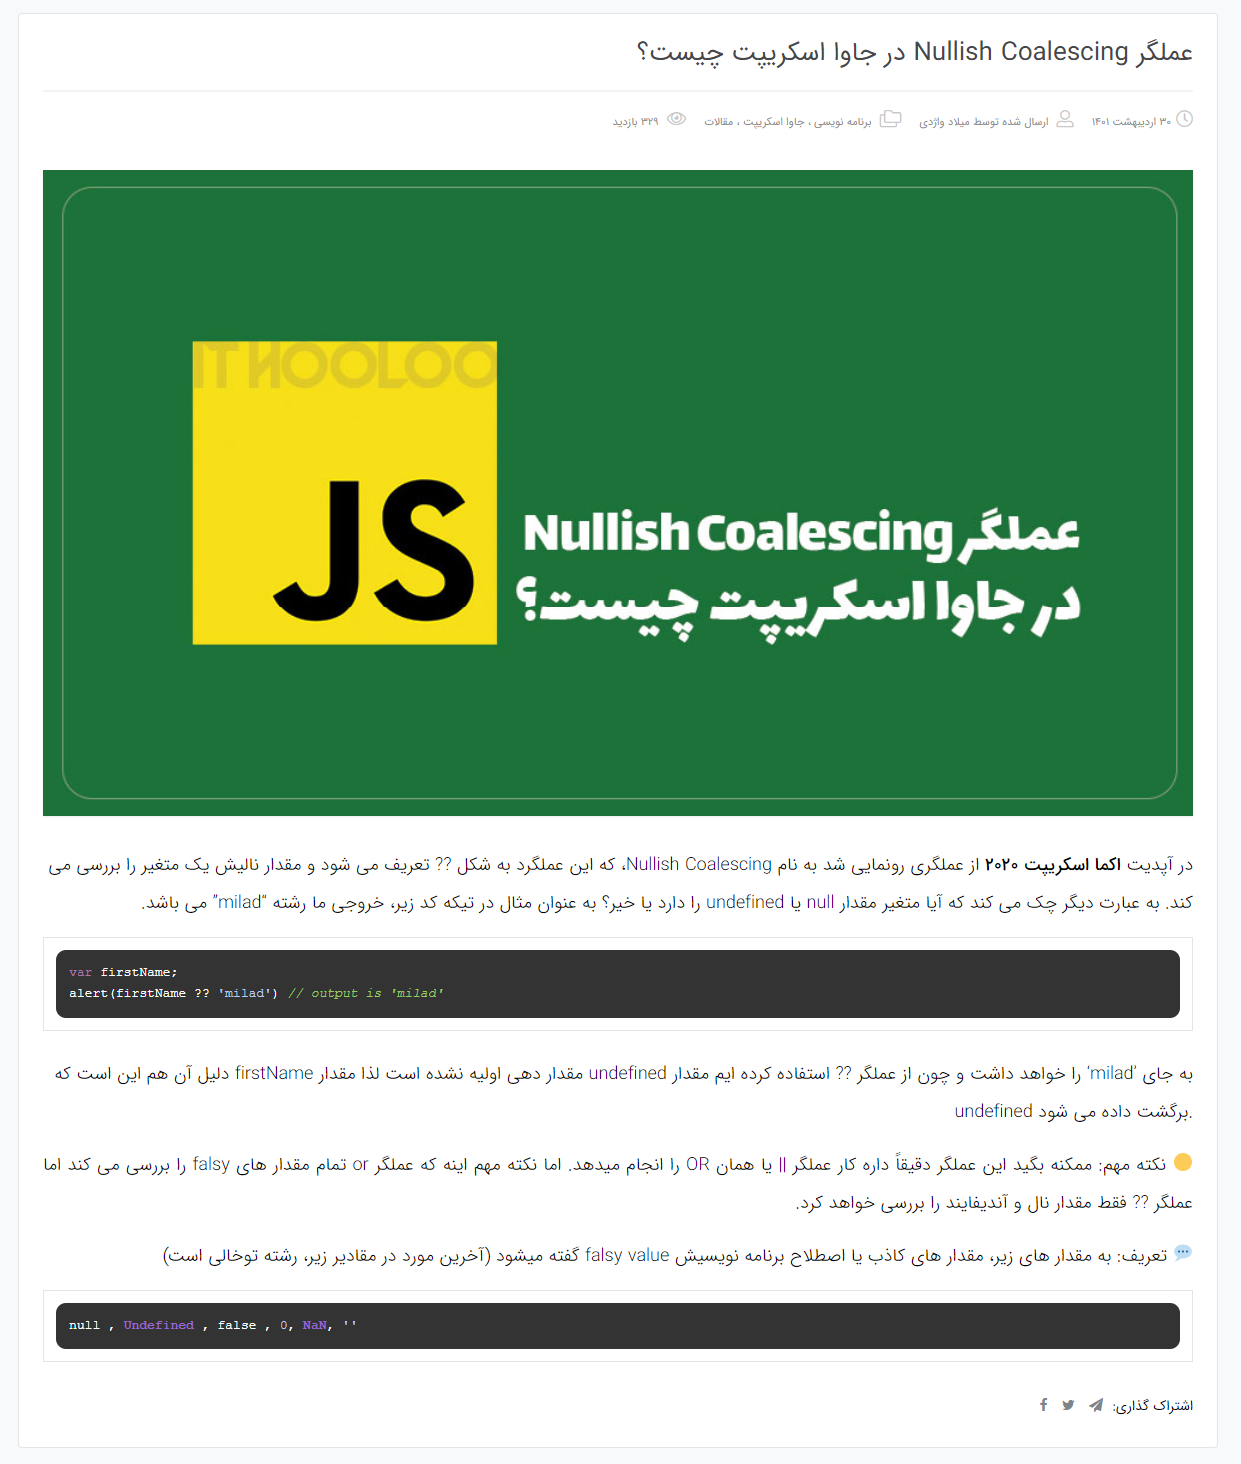 عملگر Nullish Coalescing در جاوا اسکریپت چیست؟
۳۰ اردیبهشت ۱۴۰۱ ارسال شده توسط میلاد واژدی برنامه نویسی ، جاوا اسکریپت ، مقالات ۳۲۹ بازدید
IT HOOLOO
JS
عملگر Nullish Coalescing
در جاوا اسکریپت چیست؟
در آپدیت اکما اسکریپت ۲۰۲۰ از عملگری رونمایی شد به نام Nullish Coalescing، که این عملگرد به شکل ?? تعریف می شود و مقدار نالیش یک متغیر را بررسی می
کند. به عبارت دیگر چک می کند که آیا متغیر مقدار null یا undefined را دارد یا خیر؟ به عنوان مثال در تیکه کد زیر، خروجی ما رشته “milad” می باشد.
var firstName;
alert(firstName ?? 'milad') // output is 'milad'
به جای ‘milad’ را خواهد داشت و چون از عملگر ?? استفاده کرده ایم مقدار undefined مقدار دهی اولیه نشده است لذا مقدار firstName دلیل آن هم این است که
.برگشت داده می شود undefined
نکته مهم: ممکنه بگید این عملگر دقیقاً داره کار عملگر || یا همان OR را انجام میدهد. اما نکته مهم اینه که عملگر or تمام مقدار های falsy را بررسی می کند اما
عملگر ?? فقط مقدار نال و آندیفایند را بررسی خواهد کرد.
تعریف: به مقدار های زیر، مقدار های کاذب یا اصطلاح برنامه نویسیش falsy value گفته میشود (آخرین مورد در مقادیر زیر، رشته توخالی است)
null , Undefined , false , 0, NaN, ''
اشتراک گذاری: